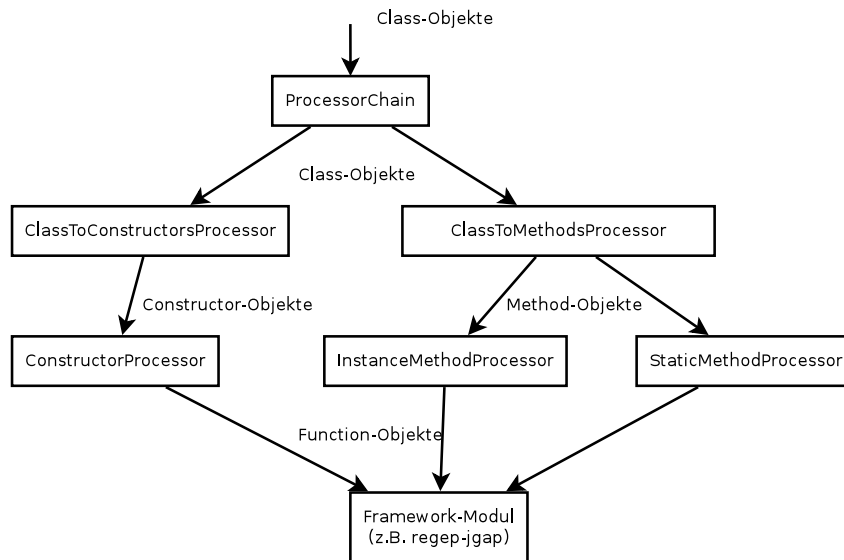 Class-Objekte
ProcessorChain
Class-Objekte
ClassToConstructorsProcessor
ClassToMethodsProcessor
Constructor-Objekte
Method-Objekte
ConstructorProcessor
InstanceMethodProcessor
StaticMethodProcessor
Function-Objekte
Framework-Modul
(z.B. regep-jgap)